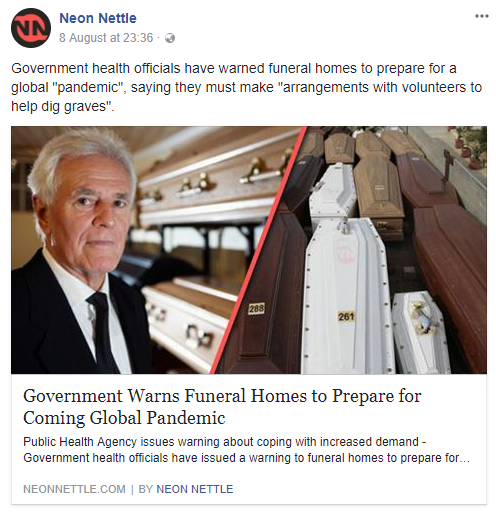 NN
Neon Nettle
8 August at 23:36 ·
Government health officials have warned funeral homes to prepare for a
global "pandemic", saying they must make "arrangements with volunteers to
help dig graves".
288
261
NN
Government Warns Funeral Homes to Prepare for
Coming Global Pandemic
Public Health Agency issues warning about coping with increased demand -
Government health officials have issued a warning to funeral homes to prepare for…
NEONNETTLE.COM | BY NEON NETTLE